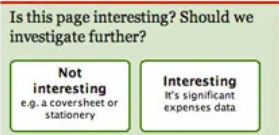 Is this page interesting? Should we
investigate further?
Not
interesting
e.g. a coversheet or
stationery
Interesting
It's significant
expenses data